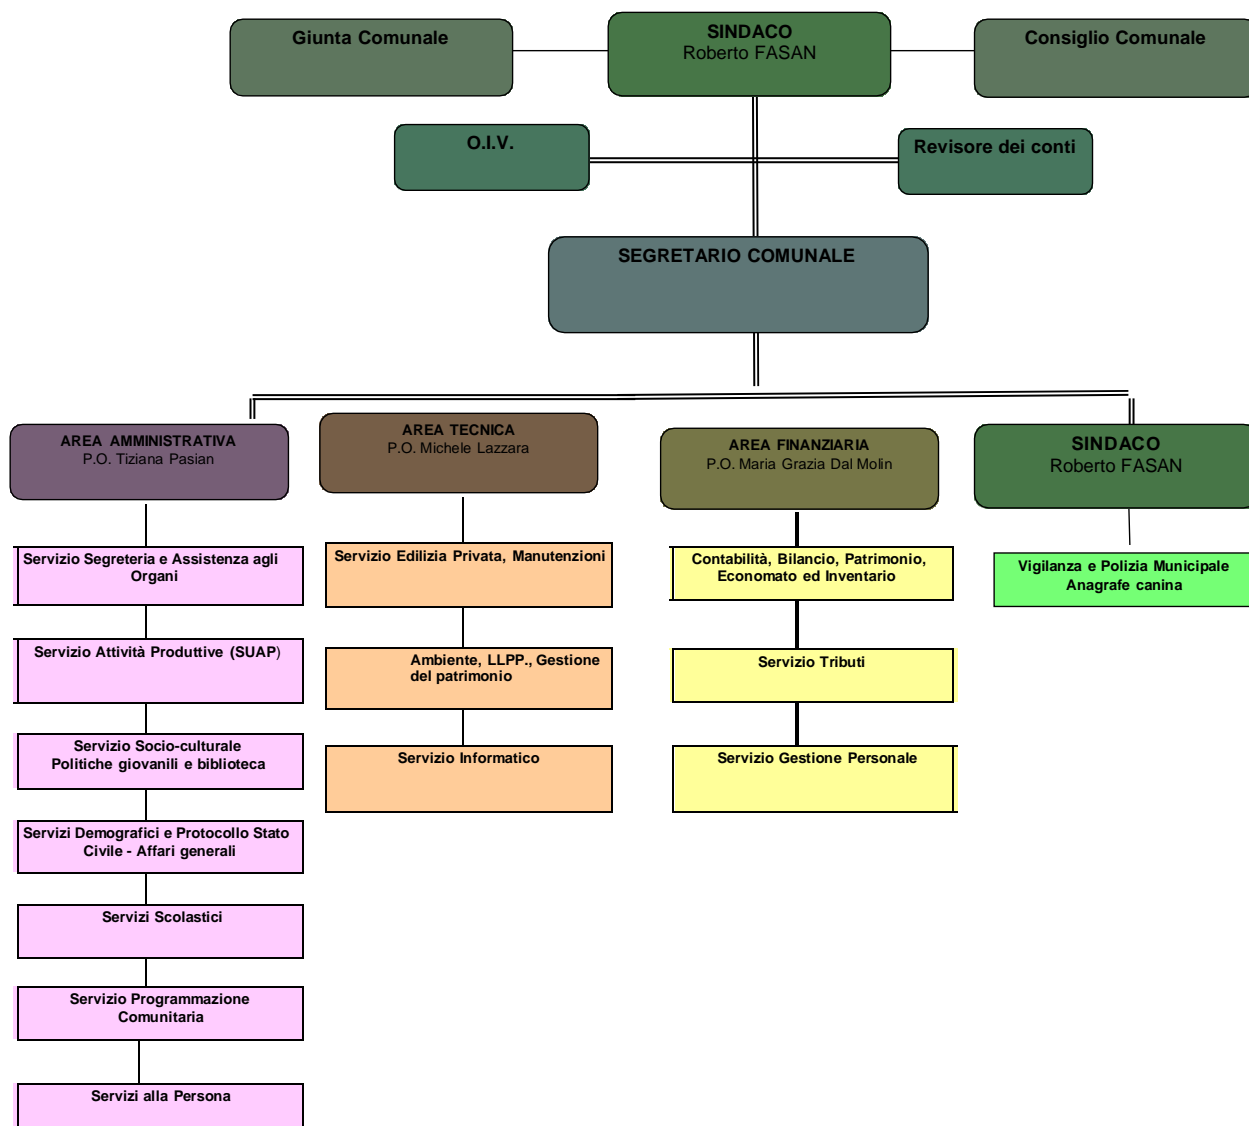 Giunta Comunale
SINDACO
Roberto FASAN
Consiglio Comunale
O.I.V.
Revisore dei conti
SEGRETARIO COMUNALE
AREA AMMINISTRATIVA
P.O. Tiziana Pasian
AREA TECNICA
P.O. Michele Lazzara
AREA FINANZIARIA
P.O. Maria Grazia Dal Molin
SINDACO
Roberto FASAN
Servizio Segreteria e Assistenza agli
Organi
Servizio Attività Produttive (SUAP)
Servizio Socio-culturale
Politiche giovanili e biblioteca
Servizi Demografici e Protocollo Stato
Civile - Affari generali
Servizi Scolastici
Servizio Programmazione
Comunitaria
Servizi alla Persona
Servizio Edilizia Privata, Manutenzioni
Ambiente, LLPP., Gestione
del patrimonio
Servizio Informatico
Contabilità, Bilancio, Patrimonio,
Economato ed Inventario
Servizio Tributi
Servizio Gestione Personale
Vigilanza e Polizia Municipale
Anagrafe canina